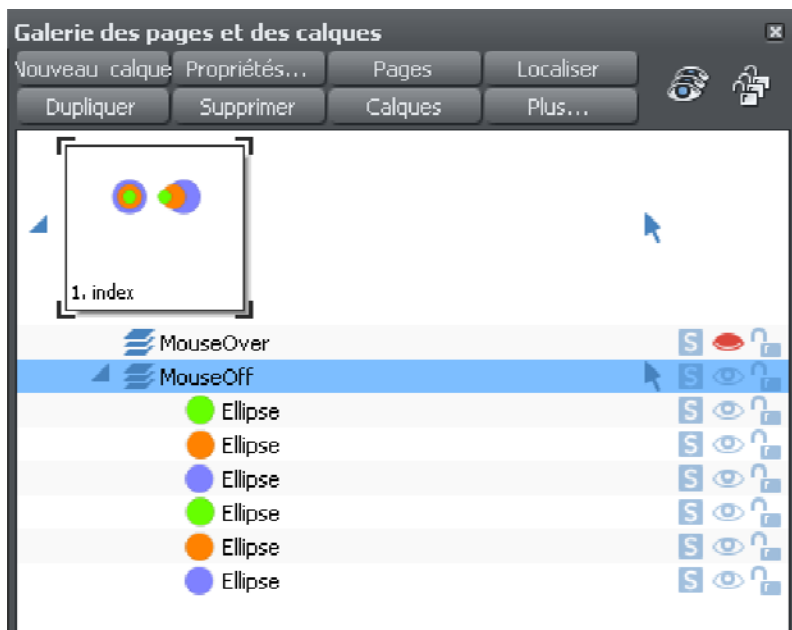 Galerie des pages et des calques
Nouveau calque Propriétés... Pages Localiser
Dupliquer Supprimer Calques Plus...
1. index
MouseOver S
MouseOff S
Ellipse S
Ellipse S
Ellipse S
Ellipse S
Ellipse S
Ellipse S